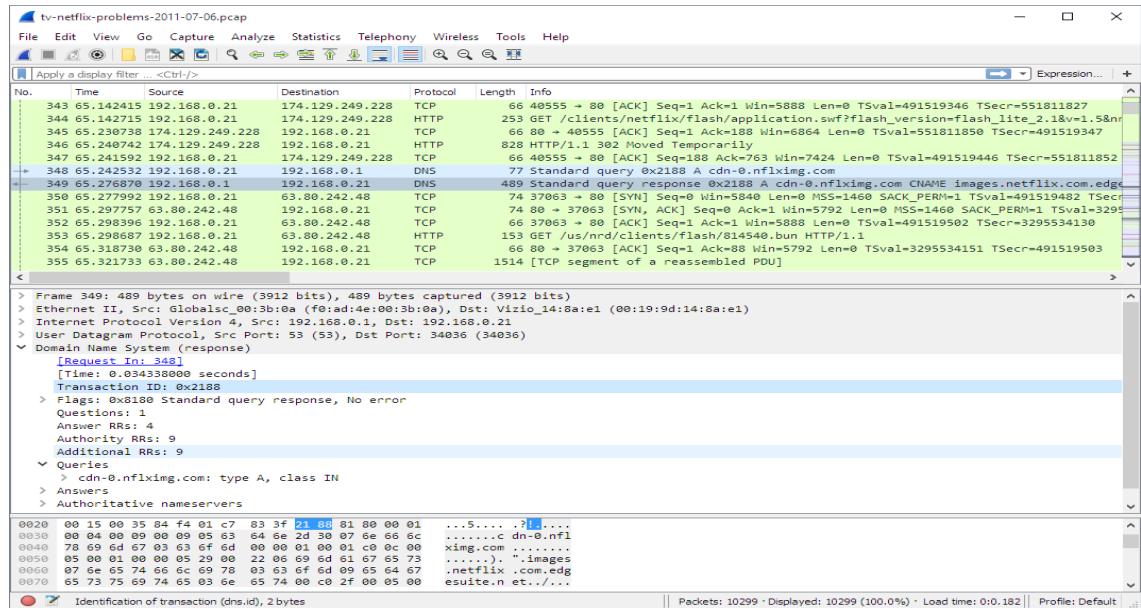 tv-netflix-problems-2011-07-06.pcap
File Edit View Go Capture Analyze Statistics Telephony Wireless Tools Help
Apply a display filter ... <Ctrl-/> Expression... +
No. Time Source Destination Protocol Length Info
343 65.142415 192.168.0.21 174.129.249.228 TCP 66 40555 → 80 [ACK] Seq=1 Ack=1 Win=5888 Len=0 TSval=491519346 TSecr=551811827
344 65.142715 192.168.0.21 174.129.249.228 HTTP 253 GET /clients/netflix/flash/application.swf?flash_version=flash_lite_2.1&v=1.5&nr
345 65.230738 174.129.249.228 192.168.0.21 TCP 66 80 → 40555 [ACK] Seq=1 Ack=188 Win=6864 Len=0 TSval=551811850 TSecr=491519347
346 65.240742 174.129.249.228 192.168.0.21 HTTP 828 HTTP/1.1 302 Moved Temporarily
347 65.241592 192.168.0.21 174.129.249.228 TCP 66 40555 → 80 [ACK] Seq=188 Ack=763 Win=7424 Len=0 TSval=491519446 TSecr=551811852
348 65.242532 192.168.0.21 192.168.0.1 DNS 77 Standard query 0x2188 A cdn-0.nflximg.com
349 65.276870 192.168.0.1 192.168.0.21 DNS 489 Standard query response 0x2188 A cdn-0.nflximg.com CNAME images.netflix.com.edge
350 65.277992 192.168.0.21 63.80.242.48 TCP 74 37063 → 80 [SYN] Seq=0 Win=5840 Len=0 MSS=1460 SACK_PERM=1 TSval=491519482 TSecr
351 65.297757 63.80.242.48 192.168.0.21 TCP 74 80 → 37063 [SYN, ACK] Seq=0 Ack=1 Win=5792 Len=0 MSS=1460 SACK_PERM=1 TSval=3295
352 65.298396 192.168.0.21 63.80.242.48 TCP 66 37063 → 80 [ACK] Seq=1 Ack=1 Win=5888 Len=0 TSval=491519502 TSecr=3295534130
353 65.298687 192.168.0.21 63.80.242.48 HTTP 153 GET /us/nrd/clients/flash/814540.bun HTTP/1.1
354 65.318730 63.80.242.48 192.168.0.21 TCP 66 80 → 37063 [ACK] Seq=1 Ack=88 Win=5792 Len=0 TSval=3295534151 TSecr=491519503
355 65.321733 63.80.242.48 192.168.0.21 TCP 1514 [TCP segment of a reassembled PDU]
> Frame 349: 489 bytes on wire (3912 bits), 489 bytes captured (3912 bits)
> Ethernet II, Src: Globalsc_00:3b:0a (f0:ad:4e:00:3b:0a), Dst: Vizio_14:8a:e1 (00:19:9d:14:8a:e1)
> Internet Protocol Version 4, Src: 192.168.0.1, Dst: 192.168.0.21
> User Datagram Protocol, Src Port: 53 (53), Dst Port: 34036 (34036)
Domain Name System (response)
[Request In: 348]
[Time: 0.034338000 seconds]
Transaction ID: 0x2188
> Flags: 0x8180 Standard query response, No error
Questions: 1
Answer RRs: 4
Authority RRs: 9
Additional RRs: 9
Queries
> cdn-0.nflximg.com: type A, class IN
> Answers
> Authoritative nameservers
0020 00 15 00 35 84 f4 01 c7 83 3f 21 88 81 80 00 01 ...5.... .?!.....
0030 00 04 00 09 00 09 05 63 64 6e 2d 30 07 6e 66 6c .......c dn-0.nfl
0040 78 69 6d 67 03 63 6f 6d 00 00 01 00 01 c0 0c 00 ximg.com ........
0050 05 00 01 00 00 05 29 00 22 06 69 6d 61 67 65 73 ......). ".images
0060 07 6e 65 74 66 6c 69 78 03 63 6f 6d 09 65 64 67 .netflix .com.edg
0070 65 73 75 69 74 65 03 6e 65 74 00 c0 2f 00 05 00 esuite.n et../...
Identification of transaction (dns.id), 2 bytes Packets: 10299 · Displayed: 10299 (100.0%) · Load time: 0:0.182 Profile: Default